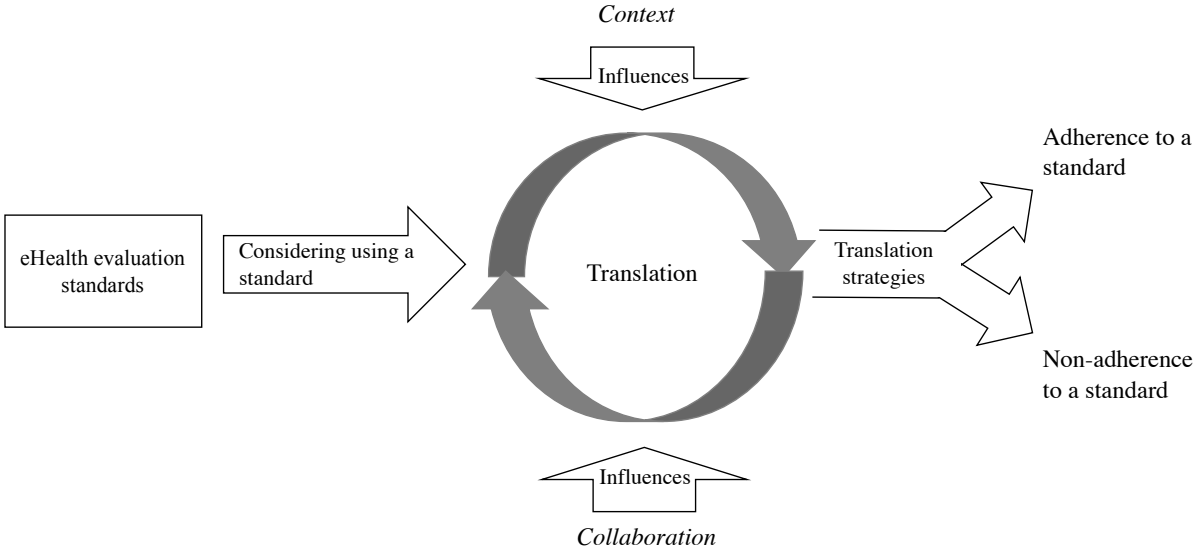 Context
Influences
eHealth evaluation
standards
Considering using a
standard
Translation
Translation
strategies
Adherence to a
standard
Non-adherence
to a standard
Influences
Collaboration